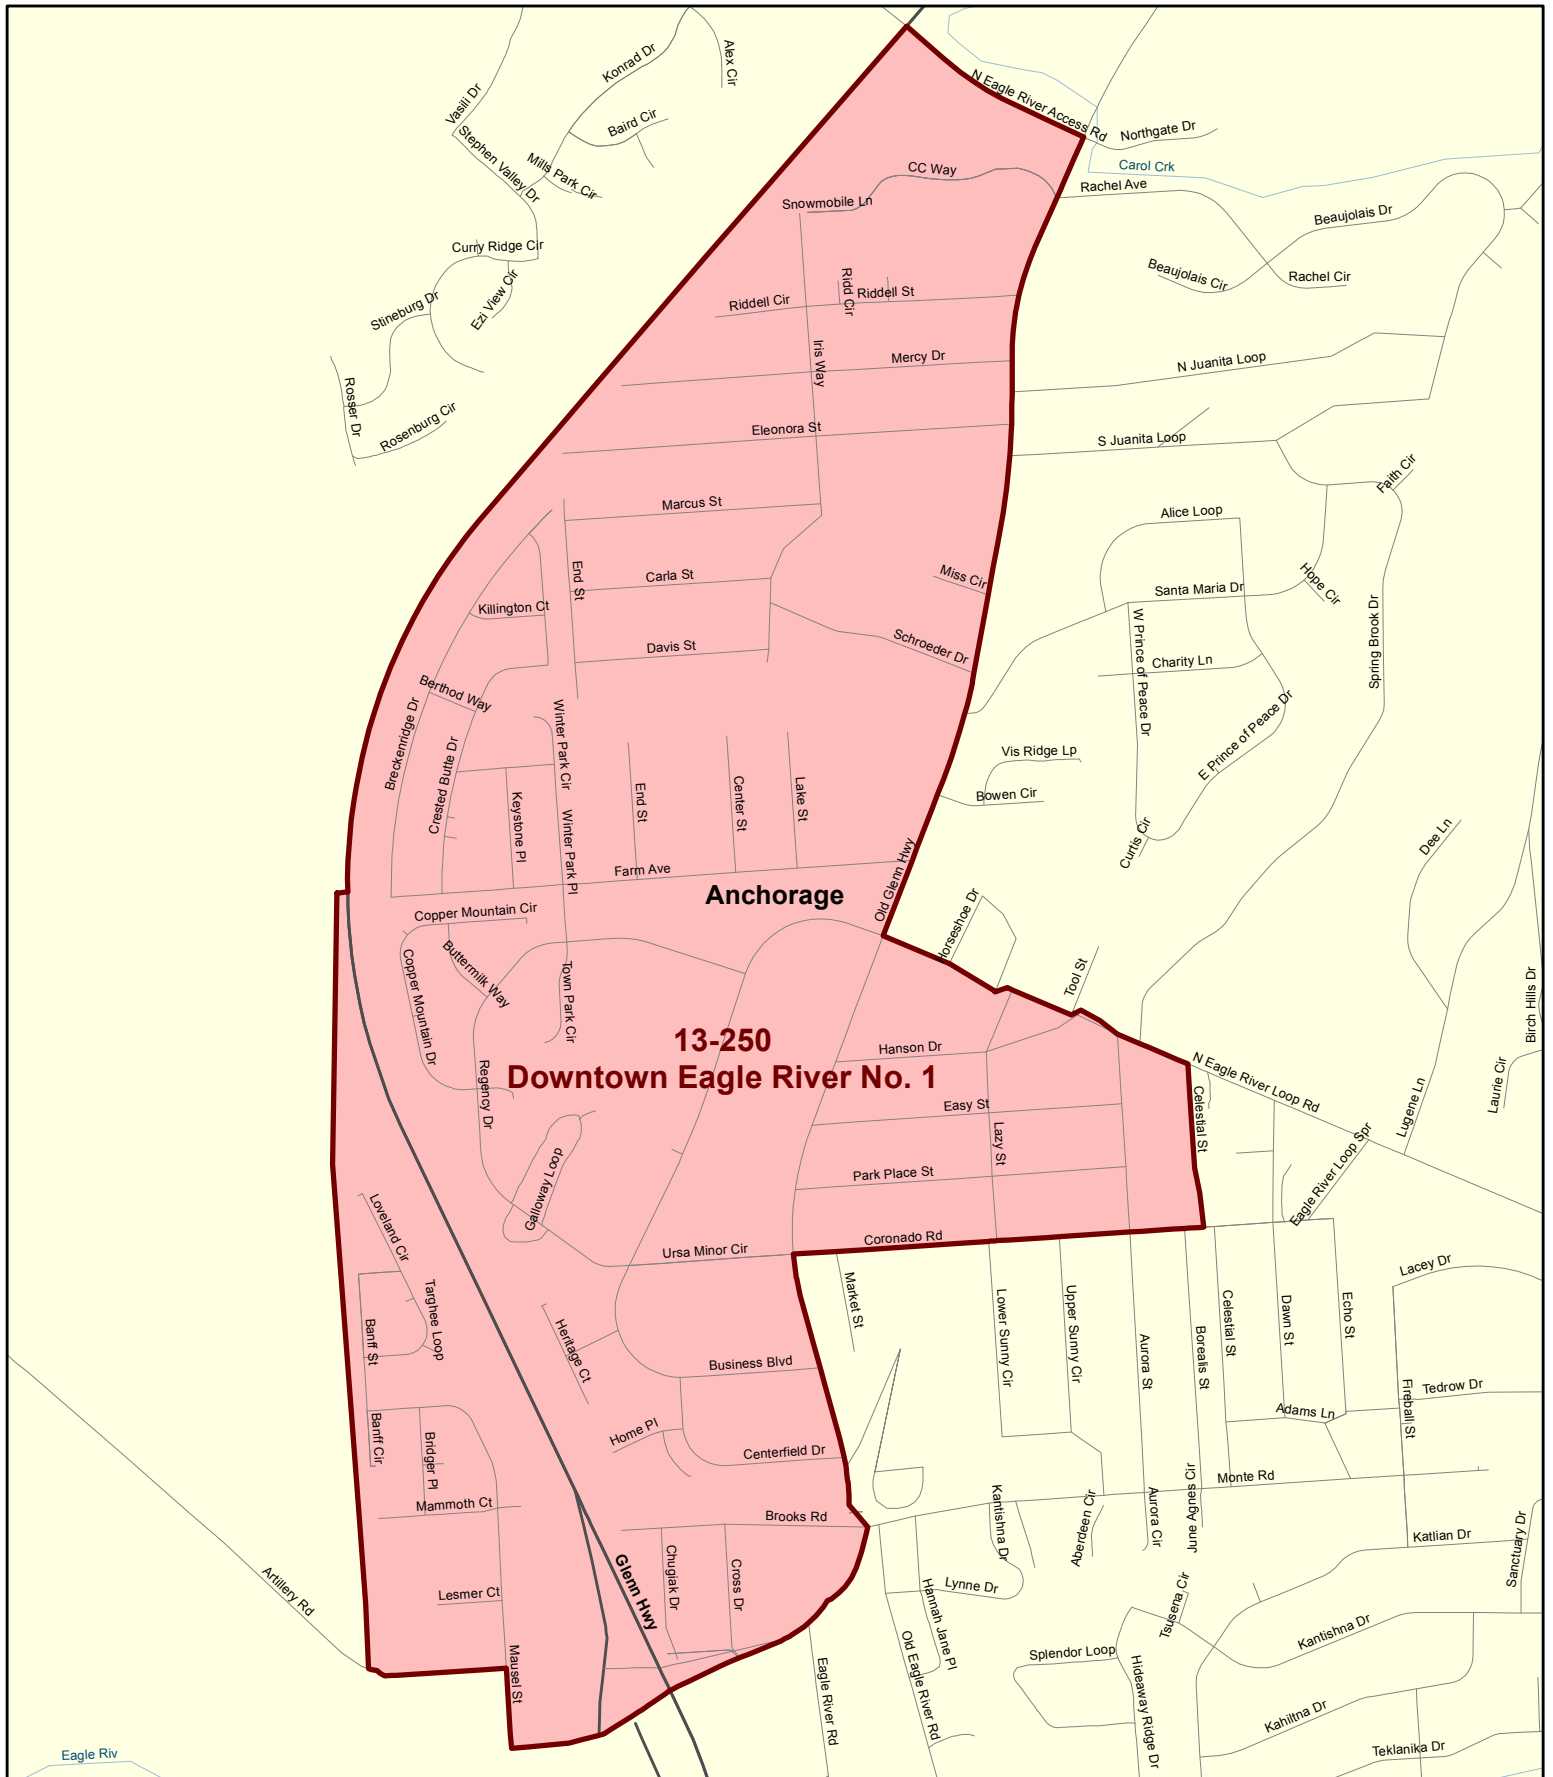 Konrad Dr
Alex Cir
Vasili Dr
Baird Cir
Stephen Valley Dr
Mills Park Cir
N Eagle River Access Rd
Northgate Dr
Carol Crk
CC Way
Rachel Ave
Snowmobile Ln
Beaujolais Dr
Curry Ridge Cir
Ezi View Cir
Beaujolais Cir
Rachel Cir
Stineburg Dr
Ridd Cir
Riddell St
Riddell Cir
Iris Way
Mercy Dr
N Juanita Loop
Rosser Dr
Rosenburg Cir
Eleonora St
S Juanita Loop
Faith Cir
Marcus St
Alice Loop
End St
Carla St
Miss Cir
Hope Cir
Santa Maria Dr
Killington Ct
W Prince of Peace Dr
Spring Brook Dr
Davis St
Schroeder Dr
Charity Ln
Berthod Way
Breckenridge Dr
Winter Park Cir
E Prince of Peace Dr
Vis Ridge Lp
Crested Butte Dr
Keystone Pl
End St
Center St
Lake St
Bowen Cir
Winter Park Pl
Curtis Cir
Dee Ln
Farm Ave
Old Glenn Hwy
Anchorage
Copper Mountain Cir
Horseshoe Dr
Buttermilk Way
Copper Mountain Dr
Town Park Cir
Tool St
Birch Hills Dr
13-250
Downtown Eagle River No. 1
Hanson Dr
Regency Dr
N Eagle River Loop Rd
Laurie Cir
Easy St
Celestial St
Lugene Ln
Lazy St
Park Place St
Eagle River Loop Spr
Galloway Loop
Loveland Cir
Ursa Minor Cir
Coronado Rd
Lacey Dr
Targhee Loop
Banff St
Market St
Lower Sunny Cir
Upper Sunny Cir
Aurora St
Borealis St
Celestial St
Dawn St
Echo St
Heritage Ct
Business Blvd
Fireball St
Tedrow Dr
Adams Ln
Banff Cir
Bridger Pl
Home Pl
Centerfield Dr
Monte Rd
Mammoth Ct
Brooks Rd
Kantishna Dr
Aberdeen Cir
Aurora Cir
June Agnes Cir
Katlian Dr
Sanctuary Dr
Artillery Rd
Lesmer Ct
Glenn Hwy
Chugiak Dr
Cross Dr
Hannah Jane Pl
Lynne Dr
Tsusena Cir
Kantishna Dr
Mausel St
Eagle River Rd
Old Eagle River Rd
Splendor Loop
Hideaway Ridge Dr
Kahiltna Dr
Teklanika Dr
Eagle Riv